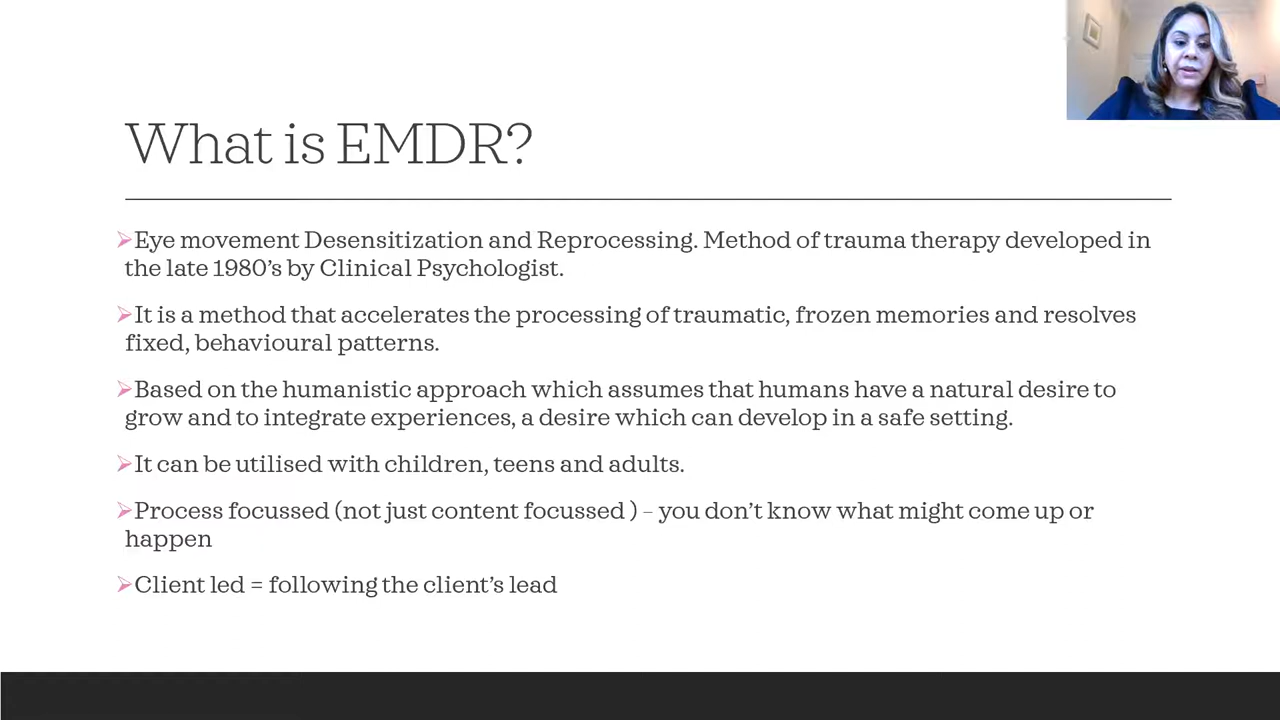 What is EMDR?
➢Eye movement Desensitization and Reprocessing. Method of trauma therapy developed in
the late 1980’s by Clinical Psychologist.
➢It is a method that accelerates the processing of traumatic, frozen memories and resolves
fixed, behavioural patterns.
➢Based on the humanistic approach which assumes that humans have a natural desire to
grow and to integrate experiences, a desire which can develop in a safe setting.
➢It can be utilised with children, teens and adults.
➢Process focussed (not just content focussed ) – you don’t know what might come up or
happen
➢Client led = following the client’s lead